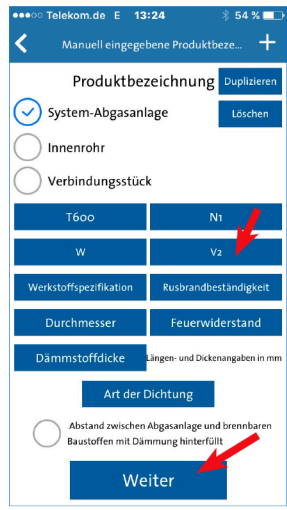 Telekom.de E 13:24 54 %
Manuell eingegebene Produktbeze... +
Produktbezeichnung Duplizieren
System-Abgasanlage Löschen
Innenrohr
Verbindungsstück
T600 N1
W V2
Werkstoffspezifikation Rusbrandbeständigkeit
Durchmesser Feuerwiderstand
Dämmstoffdicke Längen- und Dickenangaben in mm
Art der Dichtung
Abstand zwischen Abgasanlage und brennbaren
Baustoffen mit Dämmung hinterfüllt
Weiter